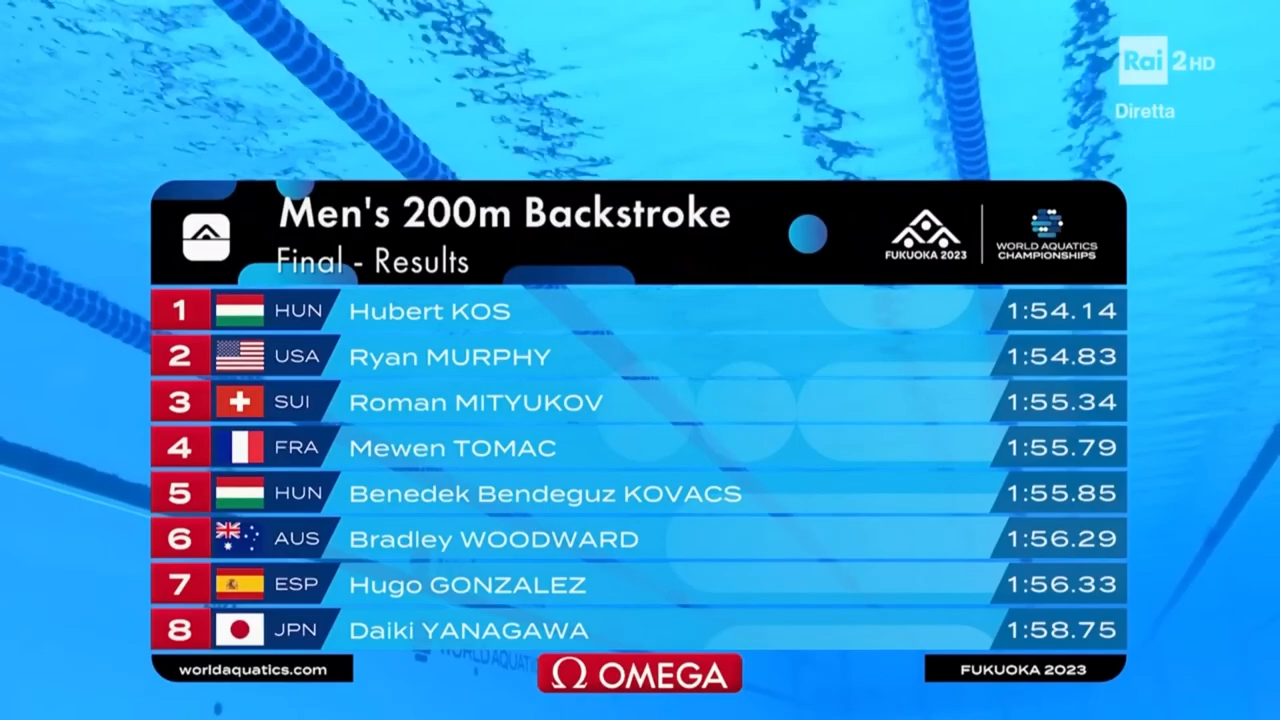 Rai 2 HD
Diretta
Men's 200m Backstroke
Final - Results
FUKUOKA 2023
WORLD AQUATICS
CHAMPIONSHIPS
1 HUN Hubert KOS 1:54.14
2 USA Ryan MURPHY 1:54.83
3 SUI Roman MITYUKOV 1:55.34
4 FRA Mewen TOMAC 1:55.79
5 HUN Benedek Bendeguz KOVACS 1:55.85
6 AUS Bradley WOODWARD 1:56.29
7 ESP Hugo GONZALEZ 1:56.33
8 JPN Daiki YANAGAWA 1:58.75
worldaquatics.com
Ω OMEGA
FUKUOKA 2023